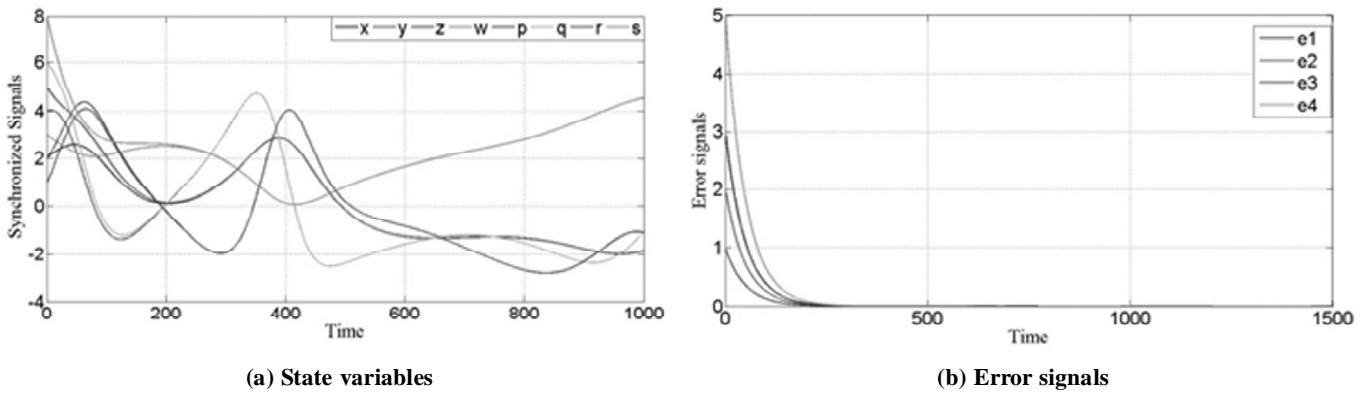 8
6
4
2
0
-2
-4
Synchronized Signals
x y z w p q r s
0 200 400 600 800 1000
Time
(a) State variables
5
4
3
2
1
0
Error signals
e1
e2
e3
e4
0 500 1000 1500
Time
(b) Error signals